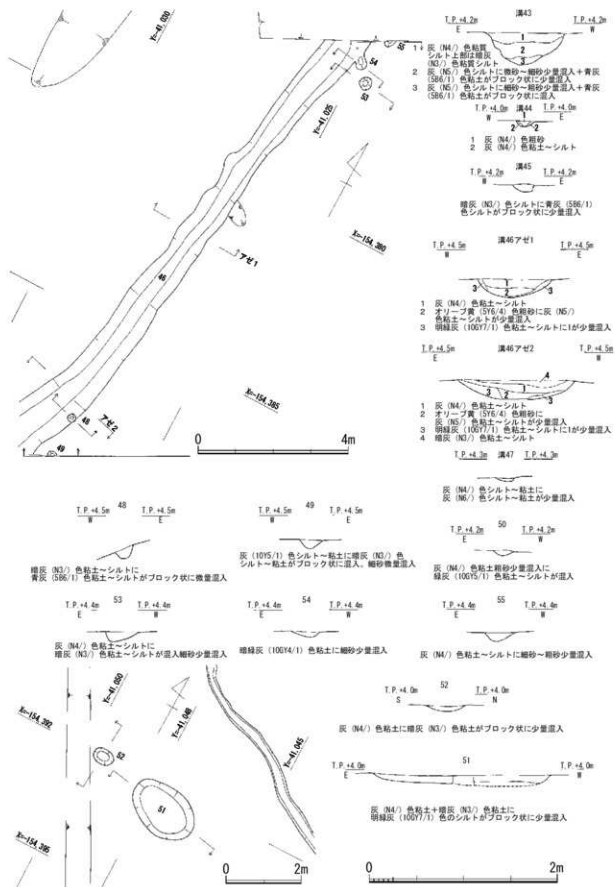 Y=-41,030
溝43
T.P.+4.2m
E
T.P.+4.2m
W
1
2
3
1 灰 (N4/) 色粘質
シルト上部は暗灰
(N3/) 色粘質シルト
2 灰 (N5/) 色シルトに微砂~細砂少量混入+青灰
(5B6/1) 色粘土がブロック状に少量混入
3 灰 (N5/) 色シルトに細砂~粗砂少量混入+青灰
(5B6/1) 色粘土がブロック状に混入
55
54
53
Y=-41,025
T.P.+4.0m
W
溝44
T.P.+4.0m
E
1
2
2
1 灰 (N4/) 色粗砂
2 灰 (N4/) 色粘土~シルト
溝45
T.P.+4.2m
W
T.P.+4.2m
E
暗灰 (N3/) 色シルトに青灰 (5B6/1)
色シルトがブロック状に少量混入
X=-154,380
アゼ1
46
T.P.+4.5m
W
溝46アゼ1
T.P.+4.5m
E
3
1
2
3
1 灰 (N4/) 色粘土~シルト
2 オリーブ黄 (5Y6/4) 色粗砂に灰 (N5/)
色粘土~シルトが少量混入
3 明緑灰 (10GY7/1) 色粘土~シルトに1が少量混入
T.P.+4.5m
E
溝46アゼ2
T.P.+4.5m
W
4
1
3
2
3
1 灰 (N4/) 色粘土~シルト
2 オリーブ黄 (5Y6/4) 色粗砂に
灰 (N5/) 色粘土~シルトが少量混入
3 明緑灰 (10GY7/1) 色粘土~シルトに1が少量混入
4 暗灰 (N3/) 色粘土~シルト
X=-154,385
アゼ2
48
49
0
4m
T.P.+4.3m
溝47
T.P.+4.3m
灰 (N4/) 色シルト~粘土に
灰 (N6/) 色シルト~粘土が少量混入
48
T.P.+4.5m
W
T.P.+4.5m
E
暗灰 (N3/) 色粘土~シルトに
青灰 (5B6/1) 色粘土~シルトがブロック状に微量混入
49
T.P.+4.5m
W
T.P.+4.5m
E
灰 (10Y5/1) 色シルト~粘土に暗灰 (N3/) 色
シルト~粘土がブロック状に混入、細砂微量混入
50
T.P.+4.2m
E
T.P.+4.2m
W
灰 (N4/) 色粘土粗砂少量混入に
緑灰 (10GY5/1) 色粘土~シルトが混入
53
T.P.+4.4m
E
T.P.+4.4m
W
灰 (N4/) 色粘土~シルトに
暗灰 (N3/) 色粘土~シルトが混入細砂少量混入
54
T.P.+4.4m
E
T.P.+4.4m
W
暗緑灰 (10GY4/1) 色粘土に細砂少量混入
55
T.P.+4.4m
E
T.P.+4.4m
W
灰 (N4/) 色粘土~シルトに細砂~粗砂少量混入
Y=-41,050
X=-154,392
Y=-41,048
Y=-41,045
52
51
X=-154,395
0
2m
52
T.P.+4.0m
S
T.P.+4.0m
N
灰 (N4/) 色粘土に暗灰 (N3/) 色粘土がブロック状に少量混入
51
T.P.+4.0m
E
T.P.+4.0m
W
灰 (N4/) 色粘土+暗灰 (N3/) 色粘土に
明緑灰 (10GY7/1) 色のシルトがブロック状に少量混入
0
2m